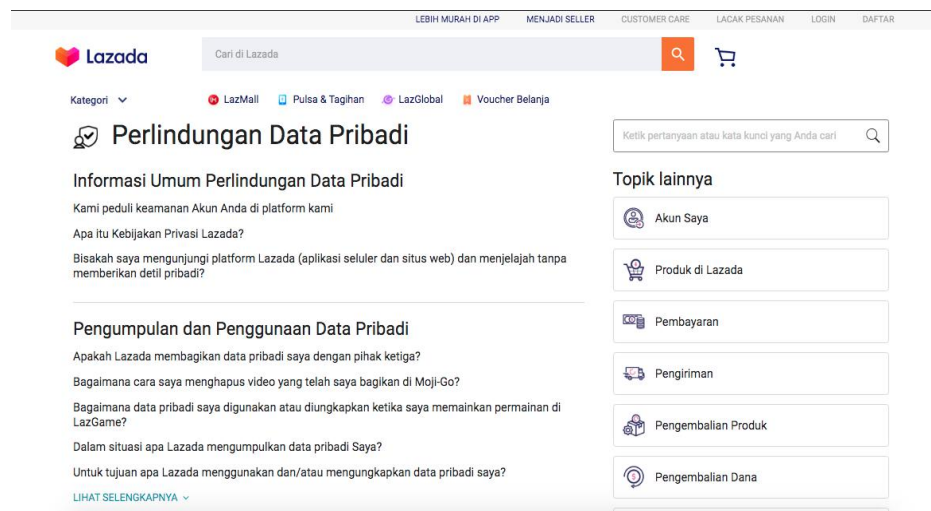 LEBIH MURAH DI APP MENJADI SELLER CUSTOMER CARE LACAK PESANAN LOGIN DAFTAR
Lazada
Cari di Lazada
Kategori LazMall Pulsa & Tagihan LazGlobal Voucher Belanja
Perlindungan Data Pribadi
Informasi Umum Perlindungan Data Pribadi
Kami peduli keamanan Akun Anda di platform kami
Apa itu Kebijakan Privasi Lazada?
Bisakah saya mengunjungi platform Lazada (aplikasi seluler dan situs web) dan menjelajah tanpa
memberikan detil pribadi?
Pengumpulan dan Penggunaan Data Pribadi
Apakah Lazada membagikan data pribadi saya dengan pihak ketiga?
Bagaimana cara saya menghapus video yang telah saya bagikan di Moji-Go?
Bagaimana data pribadi saya digunakan atau diungkapkan ketika saya memainkan permainan di
LazGame?
Dalam situasi apa Lazada mengumpulkan data pribadi Saya?
Untuk tujuan apa Lazada menggunakan dan/atau mengungkapkan data pribadi saya?
LIHAT SELENGKAPNYA
Ketik pertanyaan atau kata kunci yang Anda cari
Topik lainnya
Akun Saya
Produk di Lazada
Pembayaran
Pengiriman
Pengembalian Produk
Pengembalian Dana